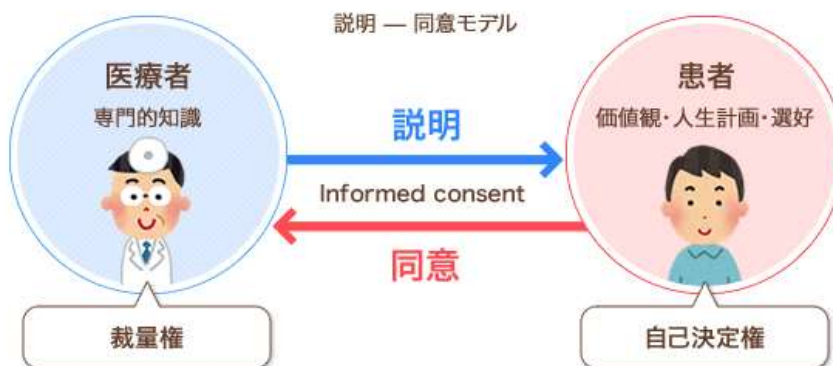 説明 — 同意モデル
医療者
専門的知識
患者
価値観・人生計画・選好
説明
Informed consent
同意
裁量権
自己決定権